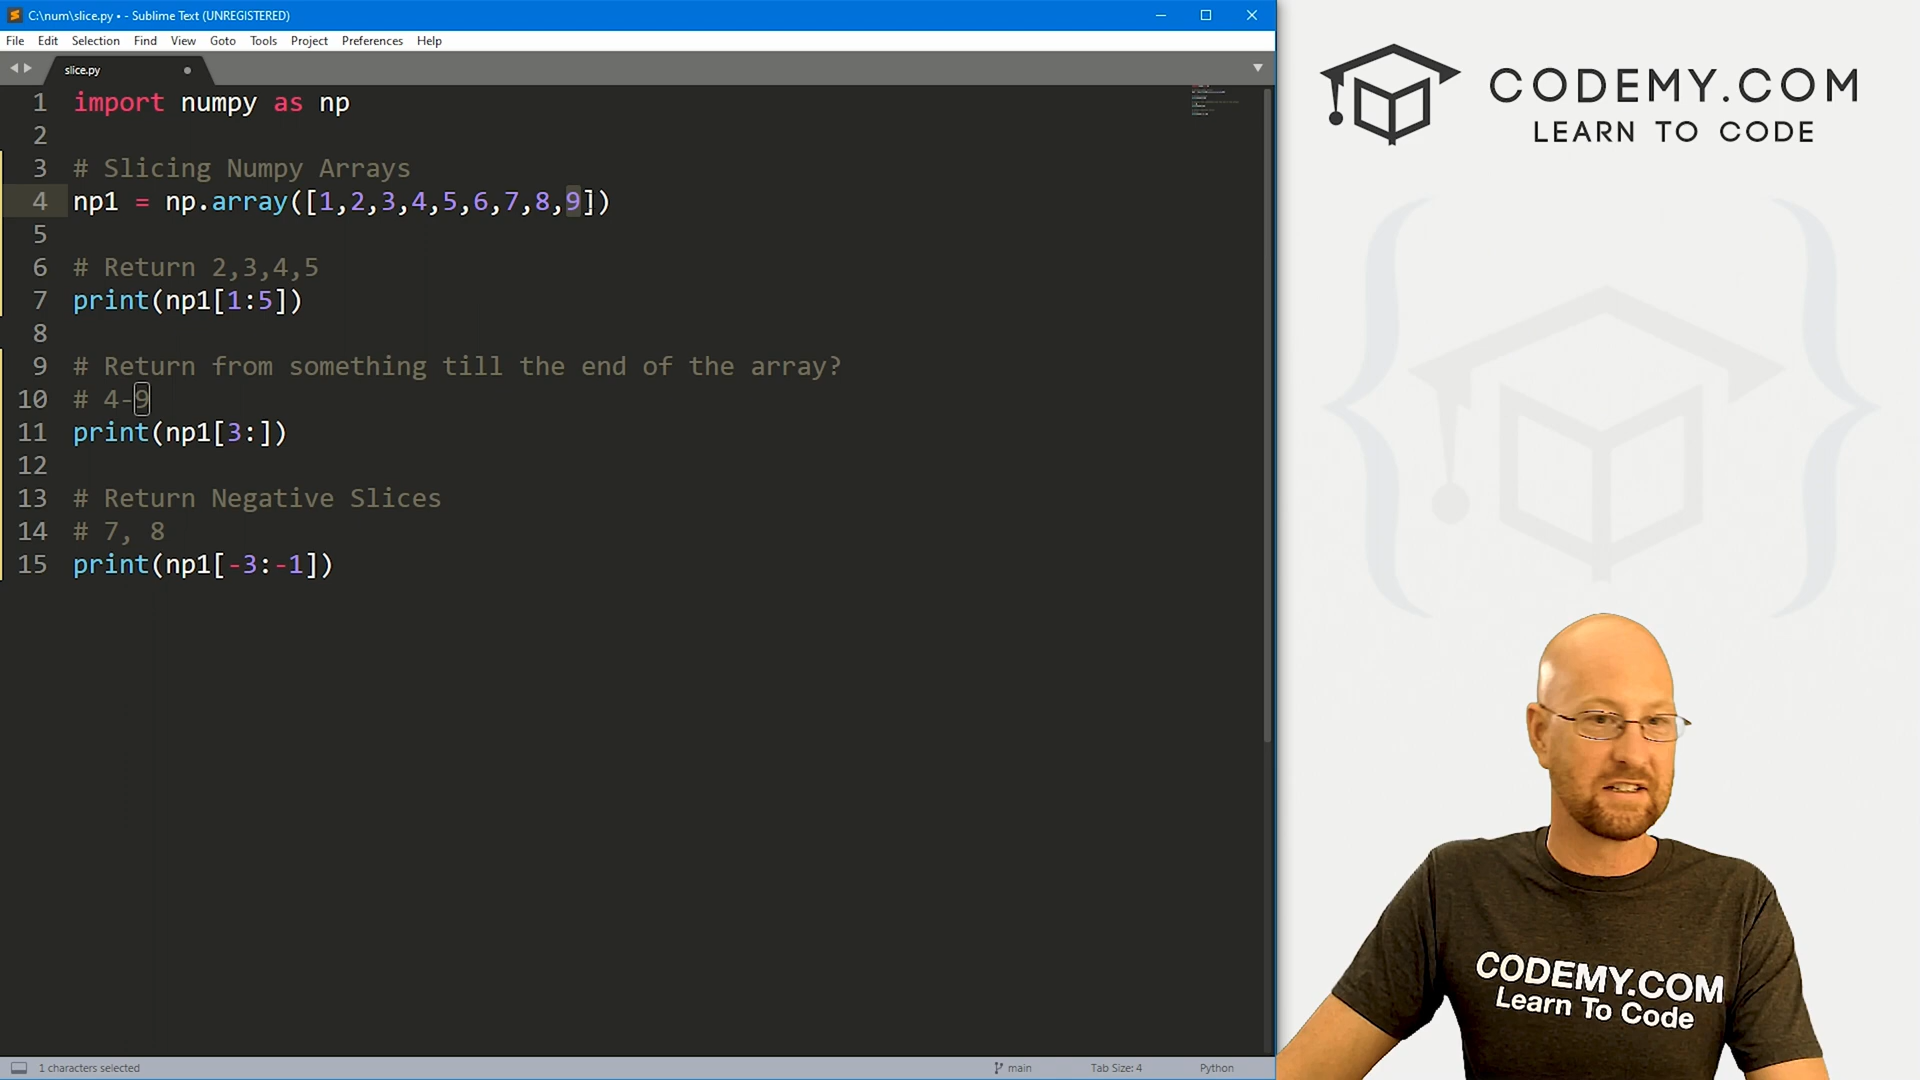 C:\num\slice.py • - Sublime Text (UNREGISTERED)
File Edit Selection Find View Goto Tools Project Preferences Help
slice.py
1 import numpy as np
2
3 # Slicing Numpy Arrays
4 np1 = np.array([1,2,3,4,5,6,7,8,9])
5
6 # Return 2,3,4,5
7 print(np1[1:5])
8
9 # Return from something till the end of the array?
10 # 4-9
11 print(np1[3:])
12
13 # Return Negative Slices
14 # 7, 8
15 print(np1[-3:-1])
1 characters selected
main
Tab Size: 4
Python
CODEMY.COM
LEARN TO CODE
CODEMY.COM
Learn To Code